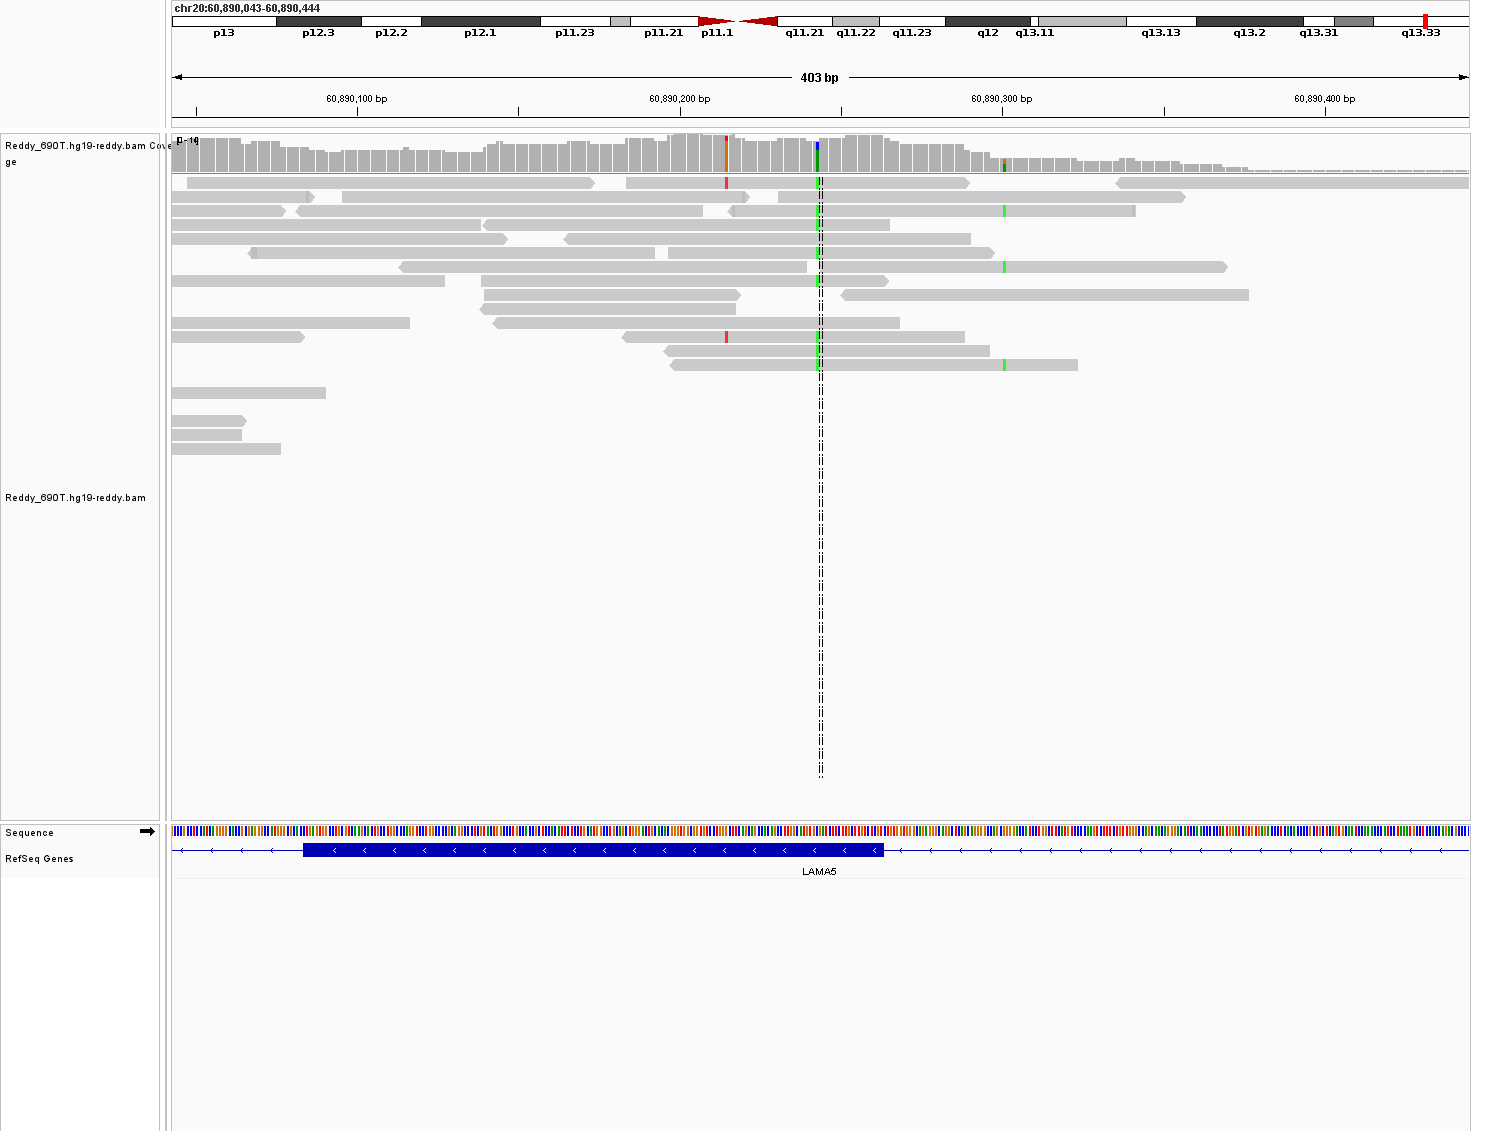 chr20:60,890,043-60,890,444
p13 p12.3 p12.2 p12.1 p11.23 p11.21 p11.1 q11.21 q11.22 q11.23 q12 q13.11 q13.13 q13.2 q13.31 q13.33
403 bp
60,890,100 bp 60,890,200 bp 60,890,300 bp 60,890,400 bp
Reddy_690T.hg19-reddy.bam Cove
ge
Reddy_690T.hg19-reddy.bam
Sequence
RefSeq Genes
LAMA5